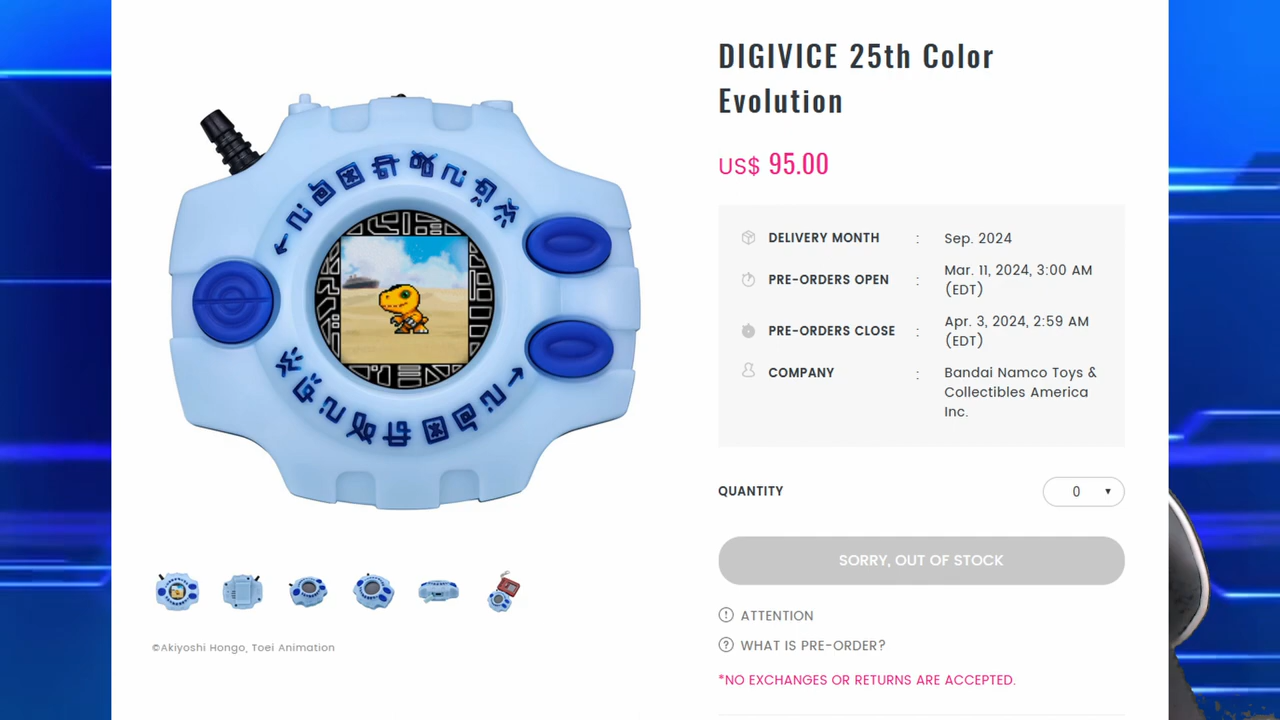 DIGIVICE 25th Color
Evolution
US$ 95.00
DELIVERY MONTH : Sep. 2024
PRE-ORDERS OPEN : Mar. 11, 2024, 3:00 AM
(EDT)
PRE-ORDERS CLOSE : Apr. 3, 2024, 2:59 AM
(EDT)
COMPANY : Bandai Namco Toys &
Collectibles America
Inc.
QUANTITY 0
SORRY, OUT OF STOCK
ATTENTION
WHAT IS PRE-ORDER?
*NO EXCHANGES OR RETURNS ARE ACCEPTED.
©Akiyoshi Hongo, Toei Animation